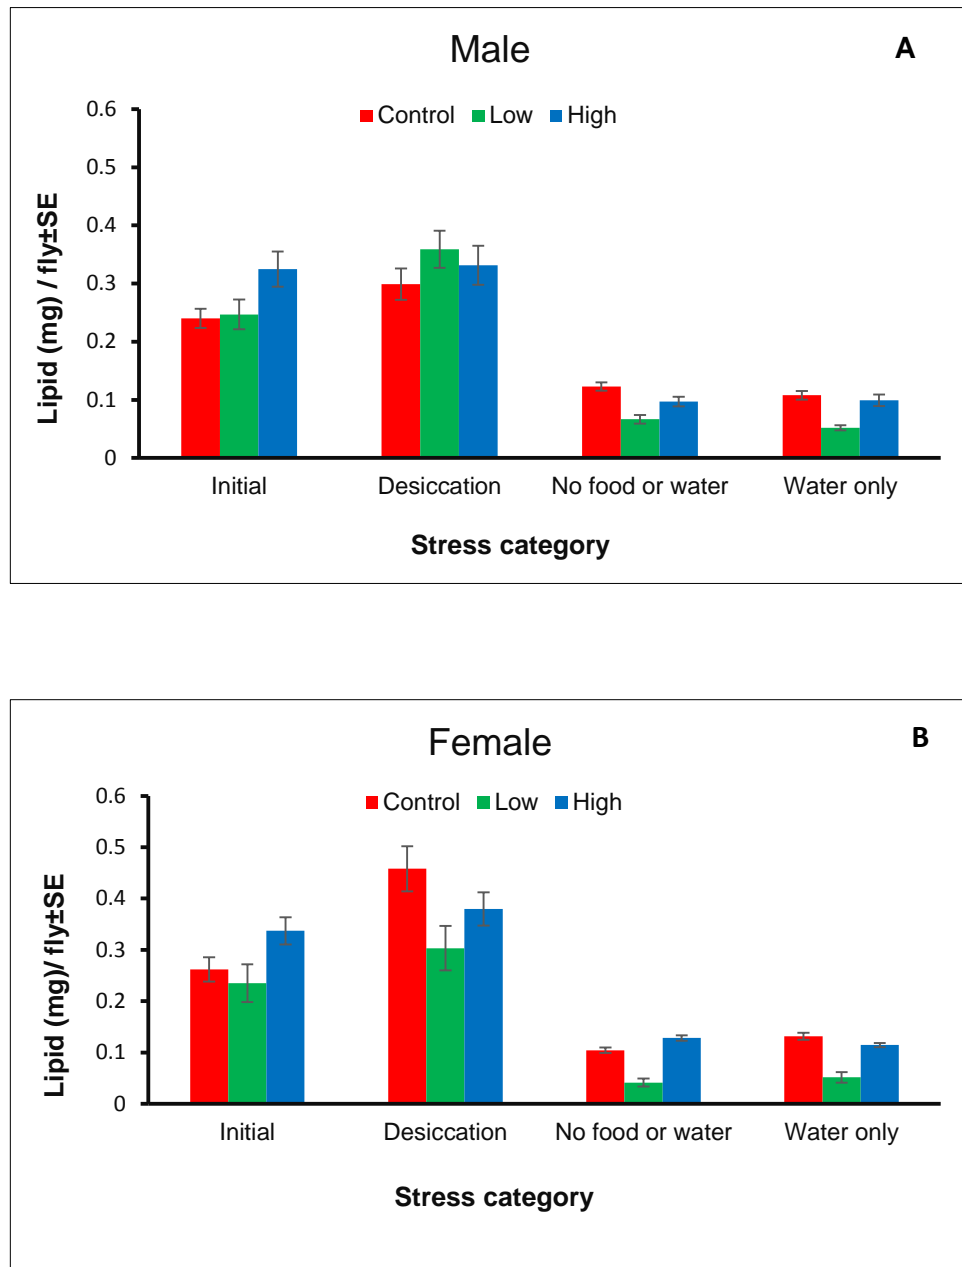 Male
A
Control Low High
0.6
0.5
0.4
0.3
0.2
0.1
0
Lipid (mg) / fly±SE
Initial Desiccation No food or water Water only
Stress category
Female
B
Control Low High
0.6
0.5
0.4
0.3
0.2
0.1
0
Lipid (mg)/ fly±SE
Initial Desiccation No food or water Water only
Stress category